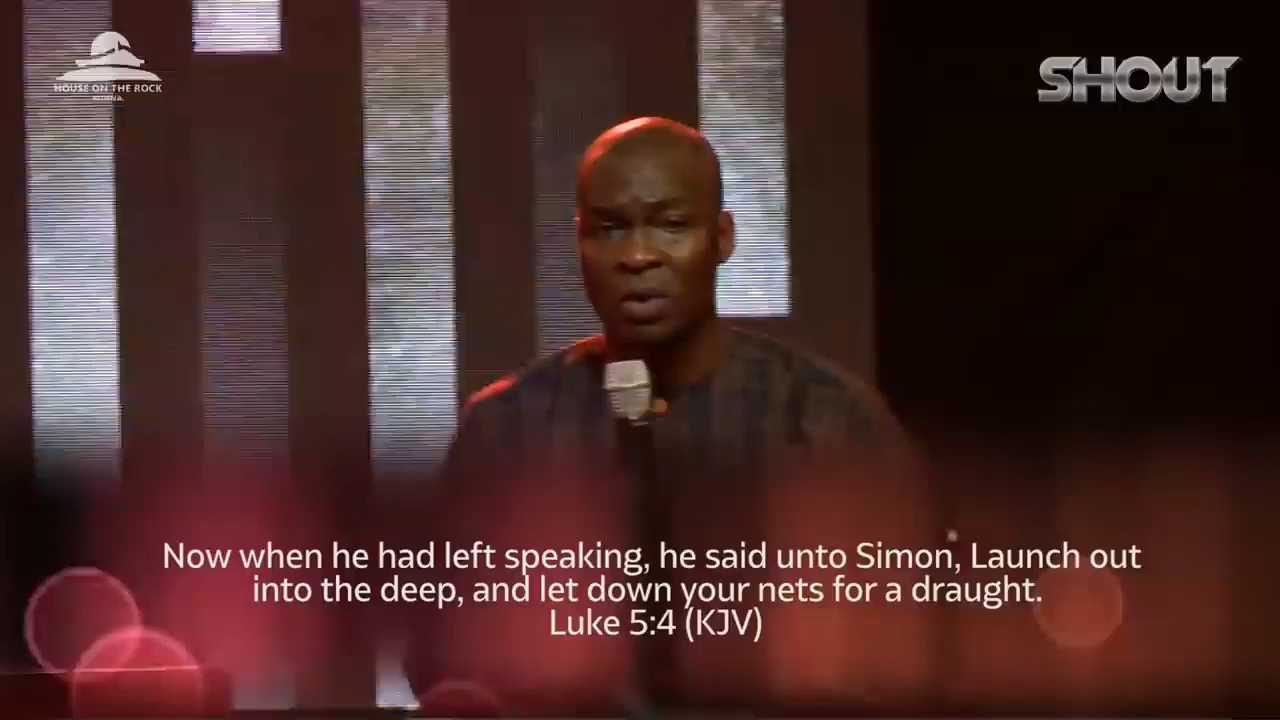 HOUSE ON THE ROCK
SHOUT
Now when he had left speaking, he said unto Simon, Launch out
into the deep, and let down your nets for a draught.
Luke 5:4 (KJV)